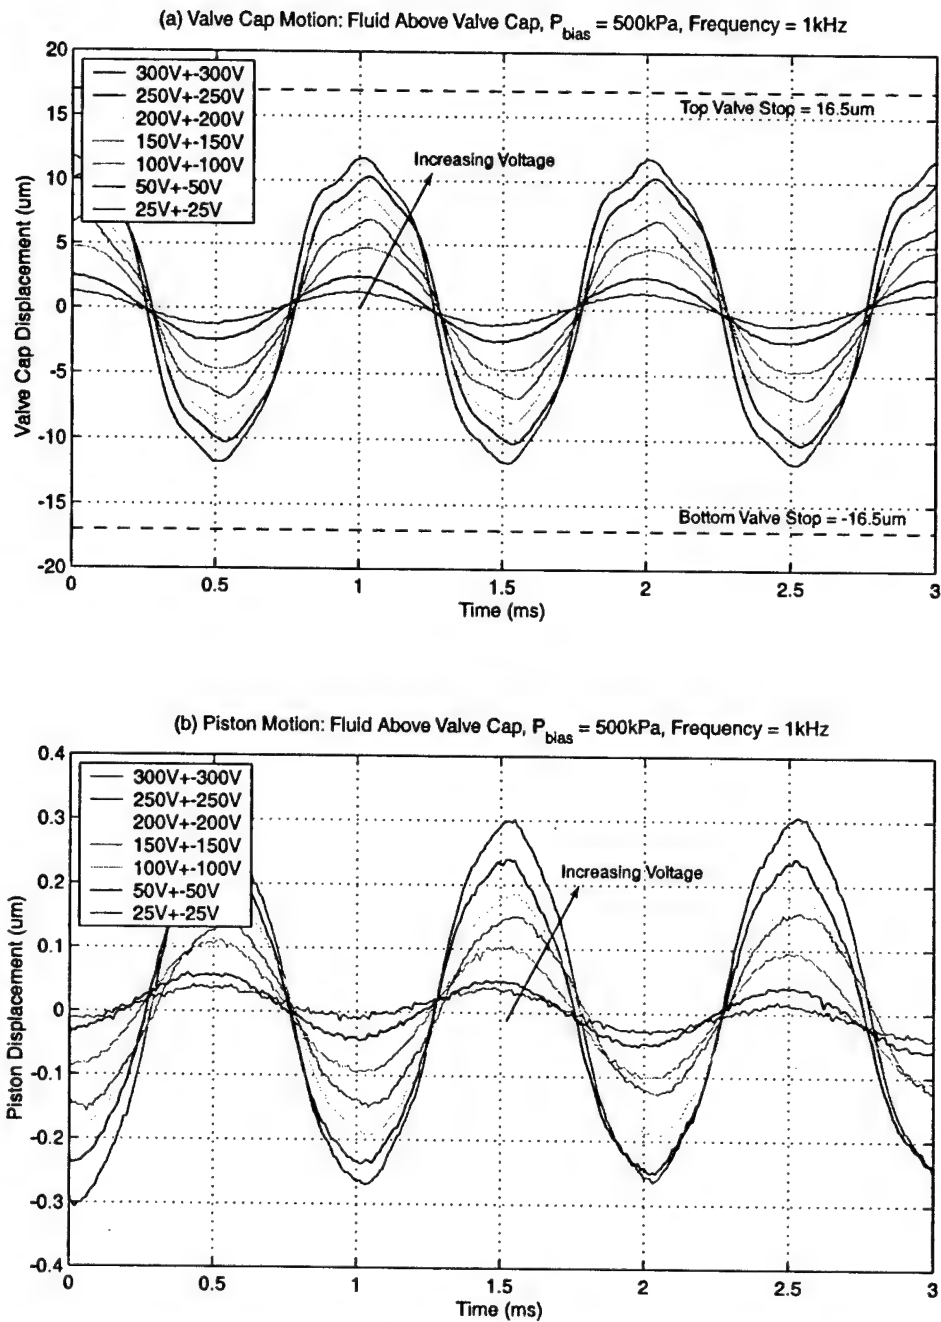 (a) Valve Cap Motion: Fluid Above Valve Cap, P_bias = 500kPa, Frequency = 1kHz
20
15
10
5
0
-5
-10
-15
-20
Valve Cap Displacement (um)
300V+-300V
250V+-250V
200V+-200V
150V+-150V
100V+-100V
50V+-50V
25V+-25V
Top Valve Stop = 16.5um
Increasing Voltage
Bottom Valve Stop = -16.5um
0 0.5 1 1.5 2 2.5 3
Time (ms)
(b) Piston Motion: Fluid Above Valve Cap, P_bias = 500kPa, Frequency = 1kHz
0.4
0.3
0.2
0.1
0
-0.1
-0.2
-0.3
-0.4
Piston Displacement (um)
300V+-300V
250V+-250V
200V+-200V
150V+-150V
100V+-100V
50V+-50V
25V+-25V
Increasing Voltage
0 0.5 1 1.5 2 2.5 3
Time (ms)